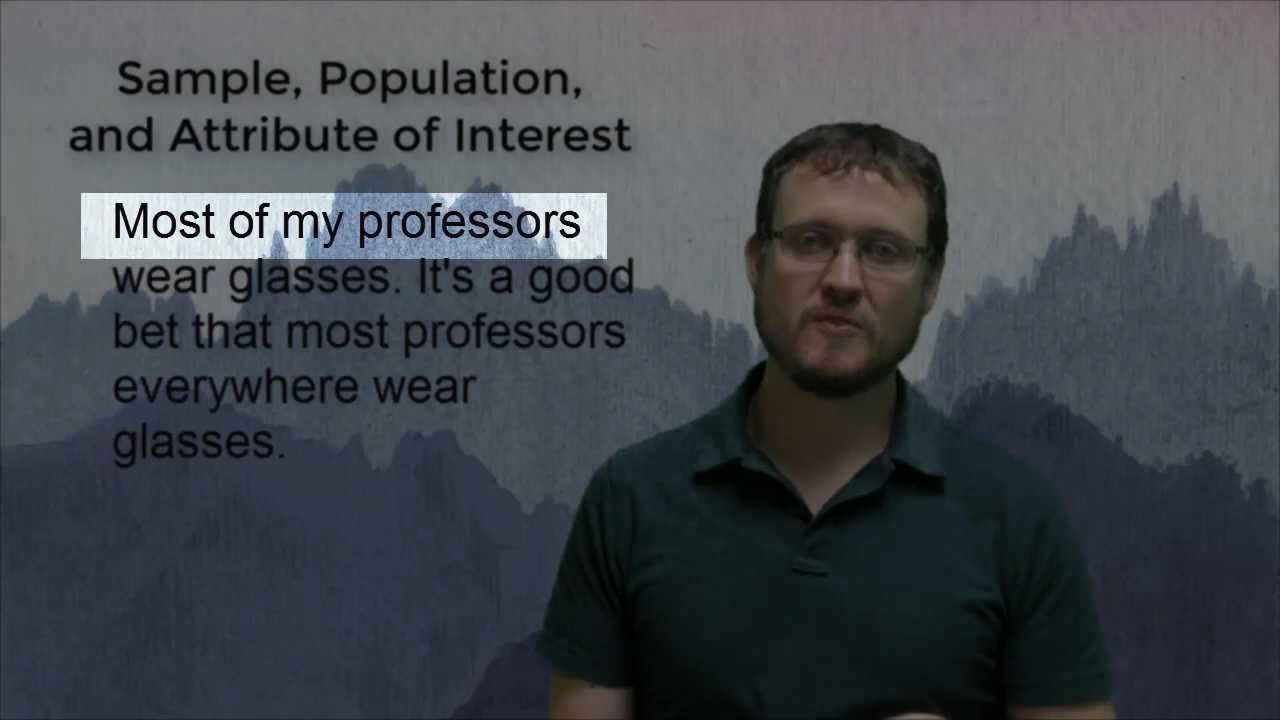 Sample, Population,
and Attribute of Interest
Most of my professors
wear glasses. It's a good
bet that most professors
everywhere wear
glasses.